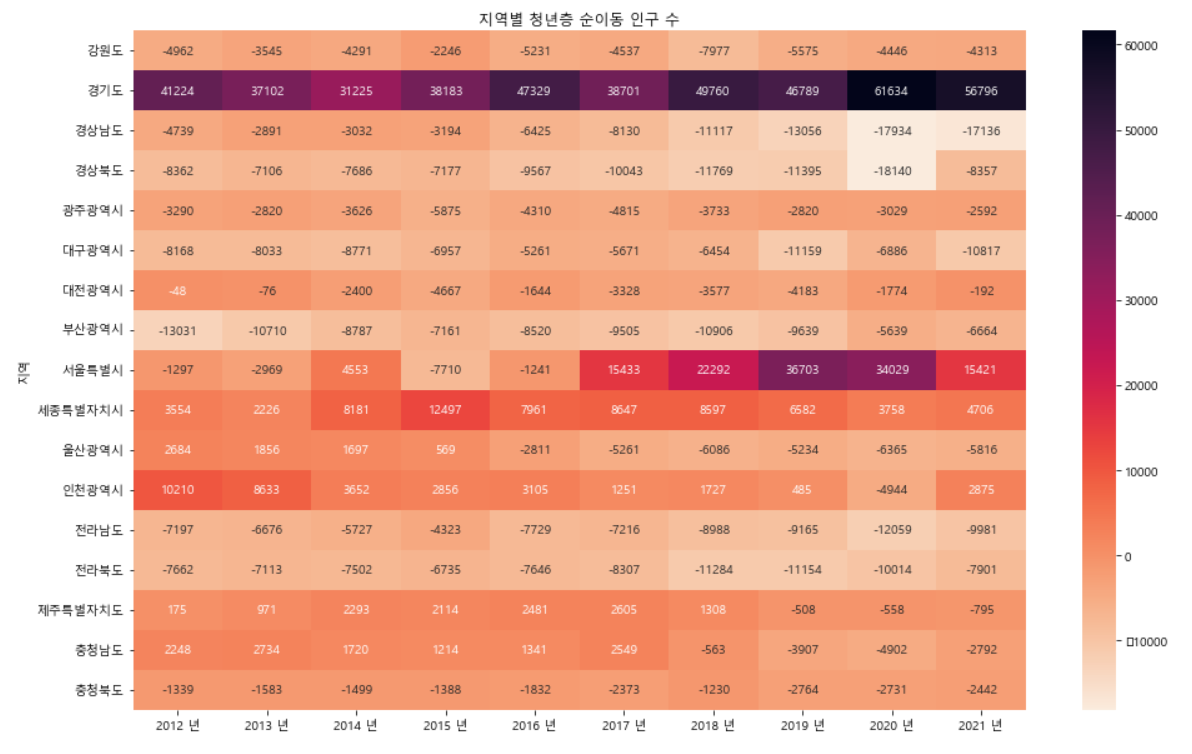 지역별 청년층 순이동 인구 수
강원도 -4962 -3545 -4291 -2246 -5231 -4537 -7977 -5575 -4446 -4313
경기도 41224 37102 31225 38183 47329 38701 49760 46789 61634 56796
경상남도 -4739 -2891 -3032 -3194 -6425 -8130 -11117 -13056 -17934 -17136
경상북도 -8362 -7106 -7686 -7177 -9567 -10043 -11769 -11395 -18140 -8357
광주광역시 -3290 -2820 -3626 -5875 -4310 -4815 -3733 -2820 -3029 -2592
대구광역시 -8168 -8033 -8771 -6957 -5261 -5671 -6454 -11159 -6886 -10817
대전광역시 -48 -76 -2400 -4667 -1644 -3328 -3577 -4183 -1774 -192
부산광역시 -13031 -10710 -8787 -7161 -8520 -9505 -10906 -9639 -5639 -6664
서울특별시 -1297 -2969 4553 -7710 -1241 15433 22292 36703 34029 15421
세종특별자치시 3554 2226 8181 12497 7961 8647 8597 6582 3758 4706
울산광역시 2684 1856 1697 569 -2811 -5261 -6086 -5234 -6365 -5816
인천광역시 10210 8633 3652 2856 3105 1251 1727 485 -4944 2875
전라남도 -7197 -6676 -5727 -4323 -7729 -7216 -8988 -9165 -12059 -9981
전라북도 -7662 -7113 -7502 -6735 -7646 -8307 -11284 -11154 -10014 -7901
제주특별자치도 175 971 2293 2114 2481 2605 1308 -508 -558 -795
충청남도 2248 2734 1720 1214 1341 2549 -563 -3907 -4902 -2792
충청북도 -1339 -1583 -1499 -1388 -1832 -2373 -1230 -2764 -2731 -2442
2012 년 2013 년 2014 년 2015 년 2016 년 2017 년 2018 년 2019 년 2020 년 2021 년
지역
60000
50000
40000
30000
20000
10000
0
▯10000